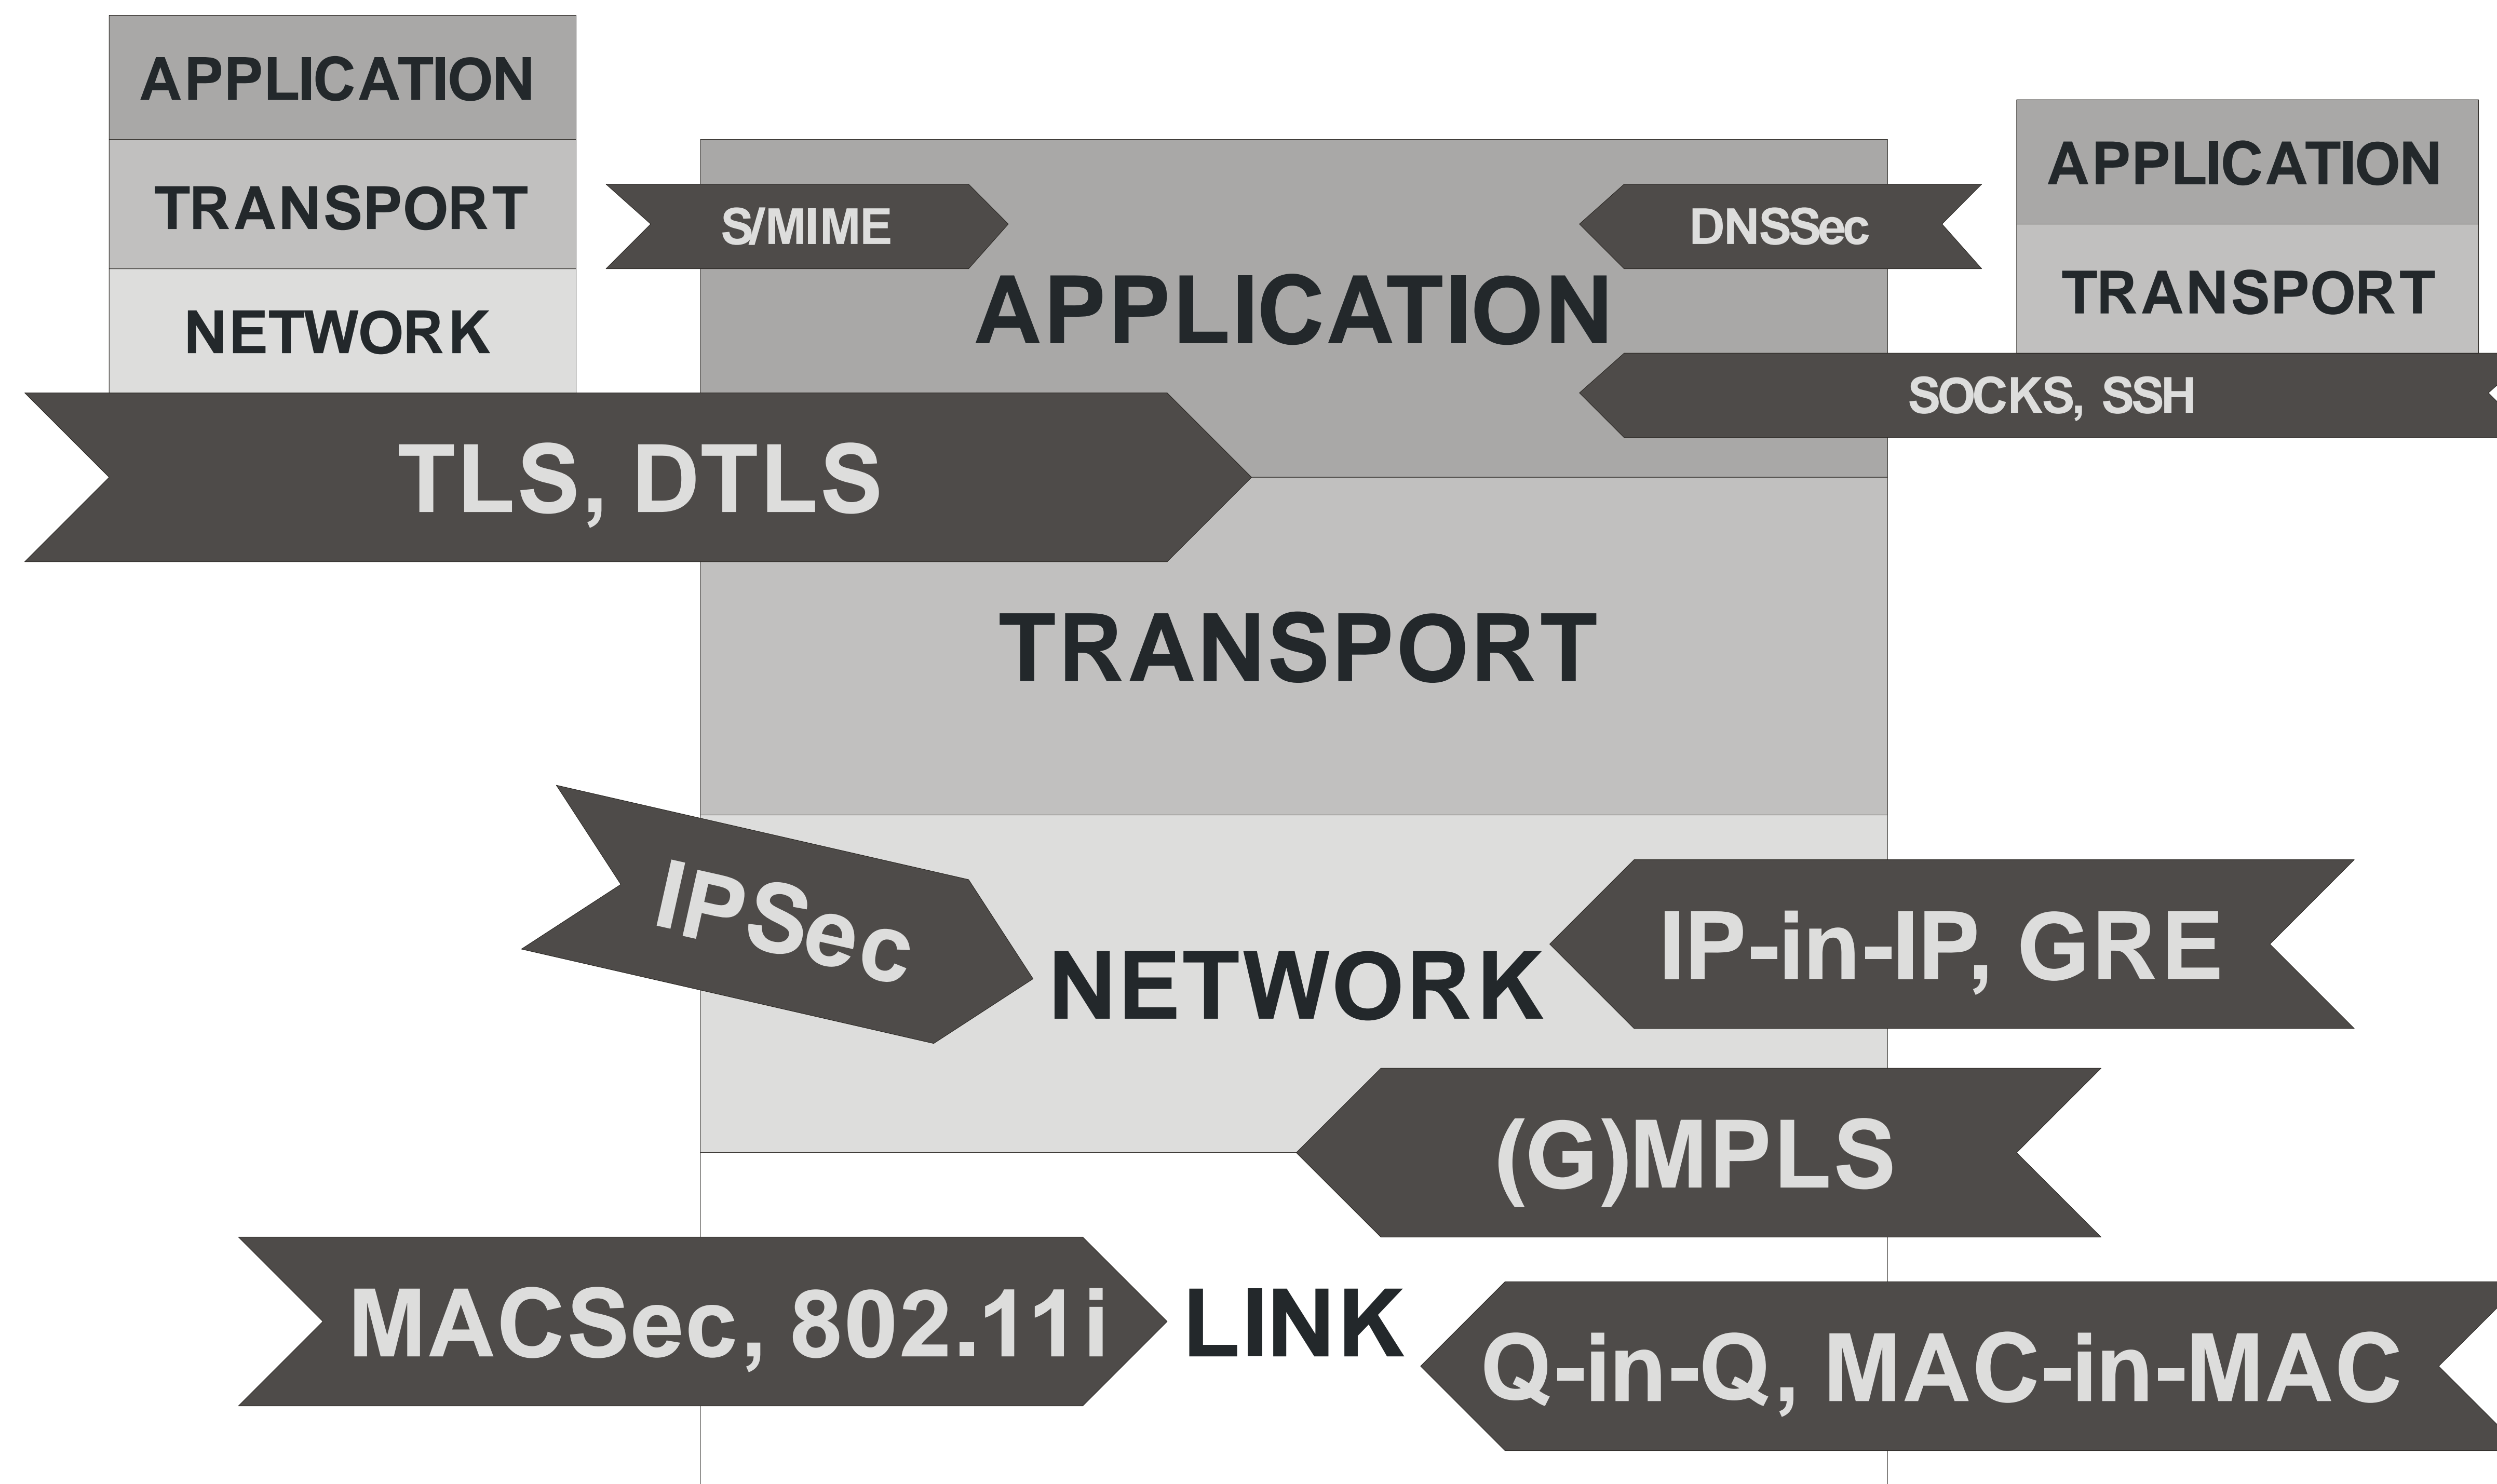 APPLICATION
TRANSPORT
NETWORK
TLS, DTLS
S/MIME
DNSSec
APPLICATION
TRANSPORT
IPSec
NETWORK
IP-in-IP, GRE
(G)MPLS
MACSec, 802.11i
LINK
Q-in-Q, MAC-in-MAC
APPLICATION
TRANSPORT
SOCKS, SSH